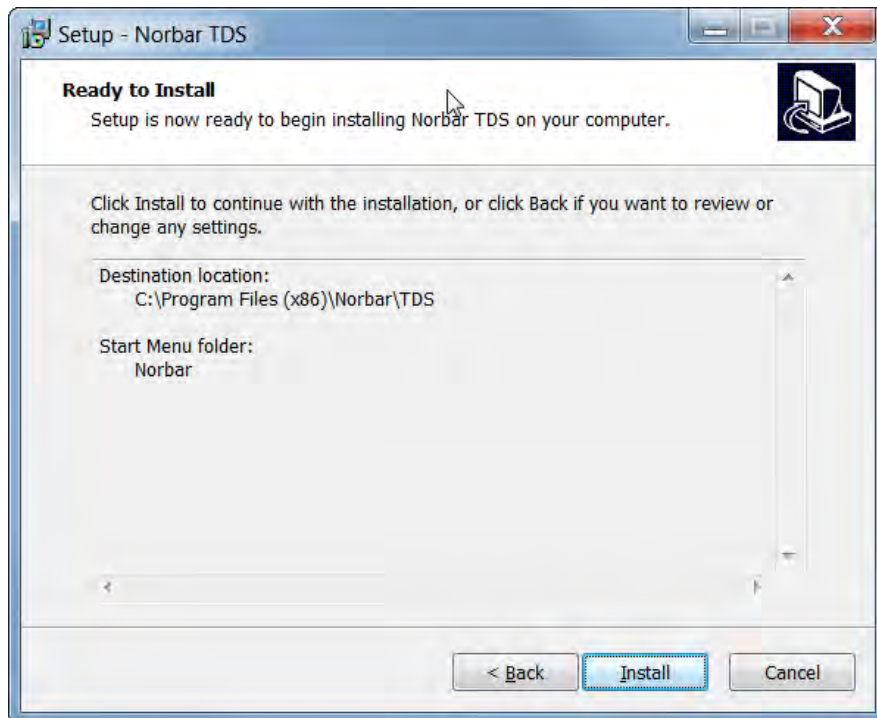 Setup - Norbar TDS
Ready to Install
Setup is now ready to begin installing Norbar TDS on your computer.
Click Install to continue with the installation, or click Back if you want to review or
change any settings.
Destination location:
C:\Program Files (x86)\Norbar\TDS
Start Menu folder:
Norbar
< Back
Install
Cancel